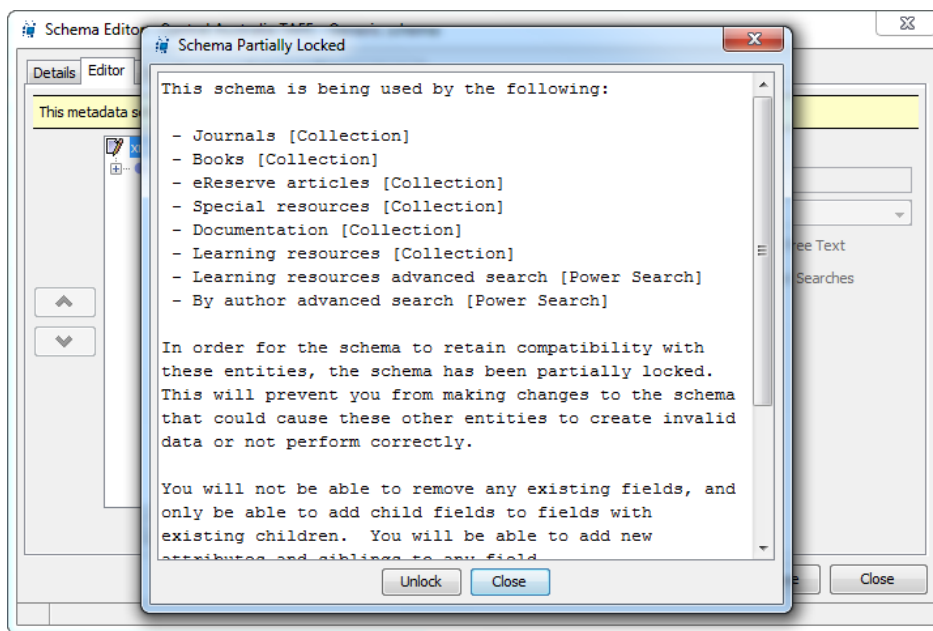 Schema Editor
Schema Partially Locked
Details
Editor
This metadata
This schema is being used by the following:
- Journals [Collection]
- Books [Collection]
- eReserve articles [Collection]
- Special resources [Collection]
- Documentation [Collection]
- Learning resources [Collection]
- Learning resources advanced search [Power Search]
- By author advanced search [Power Search]
In order for the schema to retain compatibility with
these entities, the schema has been partially locked.
This will prevent you from making changes to the schema
that could cause these other entities to create invalid
data or not perform correctly.
You will not be able to remove any existing fields, and
only be able to add child fields to fields with
existing children.  You will be able to add new
attributes and siblings to any field.
Text
Searches
Unlock
Close
Close